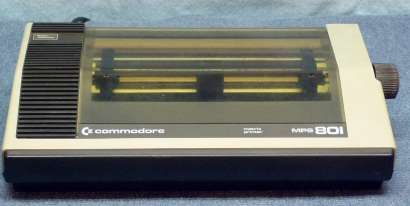 commodore
matrix
printer
MPS 801